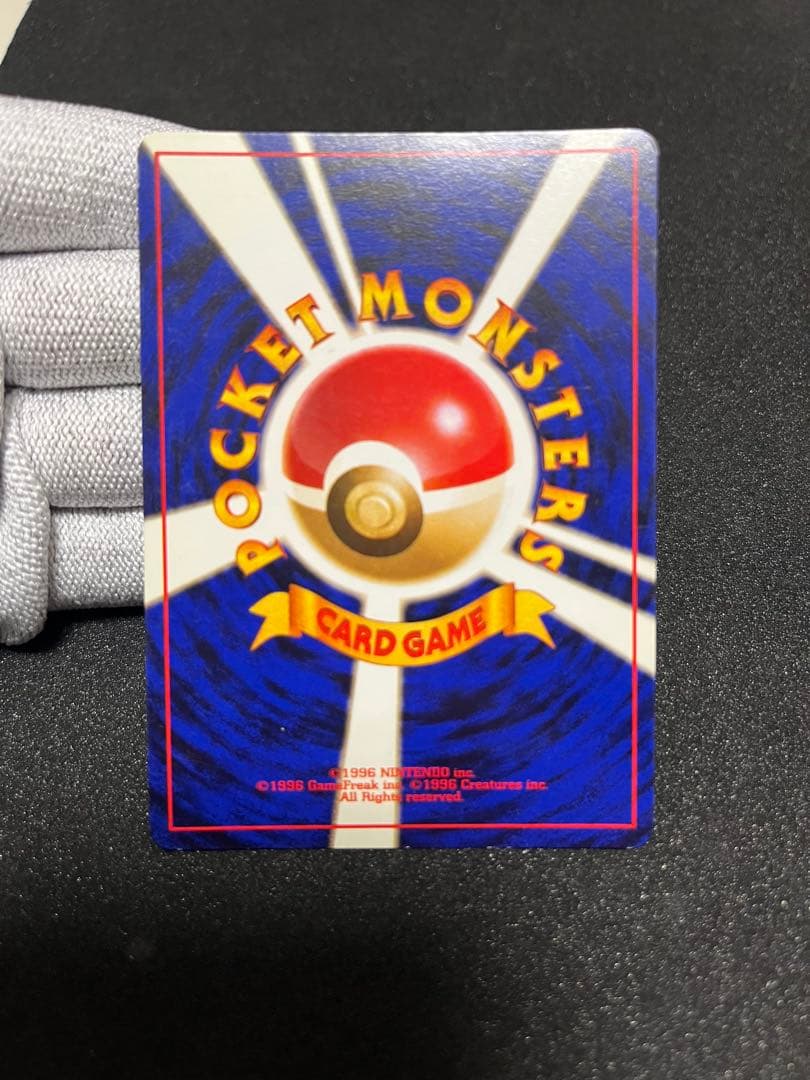 POCKET MONSTERS
CARD GAME
©1996 NINTENDO inc.
©1996 GameFreak inc. ©1996 Creatures inc.
All Rights reserved.